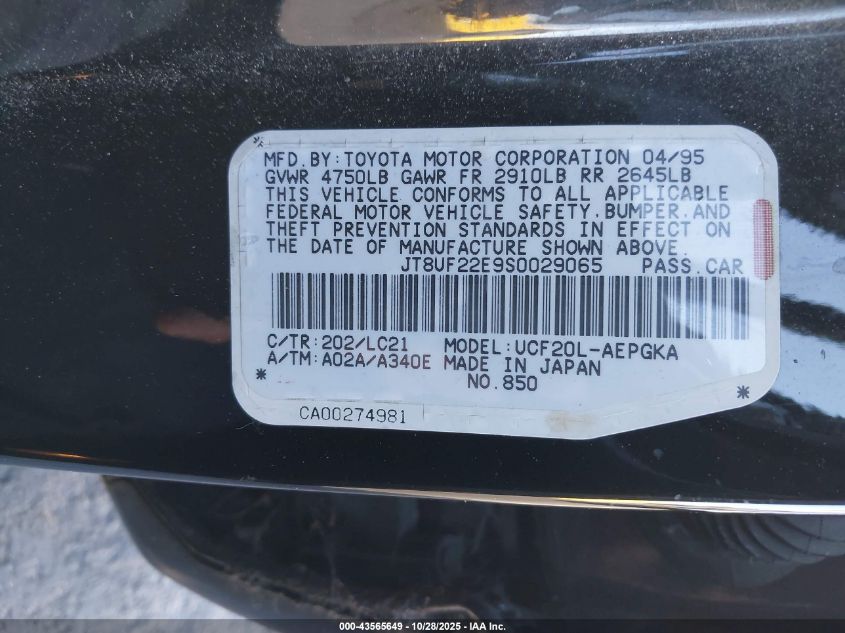 MFD.BY:TOYOTA MOTOR CORPORATION 04/95
GVWR 4750LB GAWR FR 2910LB RR 2645LB
THIS VEHICLE CONFORMS TO ALL APPLICABLE
FEDERAL MOTOR VEHICLE SAFETY,BUMPER,AND
THEFT PREVENTION STANDARDS IN EFFECT ON
THE DATE OF MANUFACTURE SHOWN ABOVE.
JT8UF22E9S0029065 PASS.CAR
C/TR:202/LC21 MODEL:UCF20L-AEPGKA
A/TM:A02A/A340E MADE IN JAPAN
* NO.850 *
CA00274981
000-43565649 | 10/28/2025 - IAA Inc.